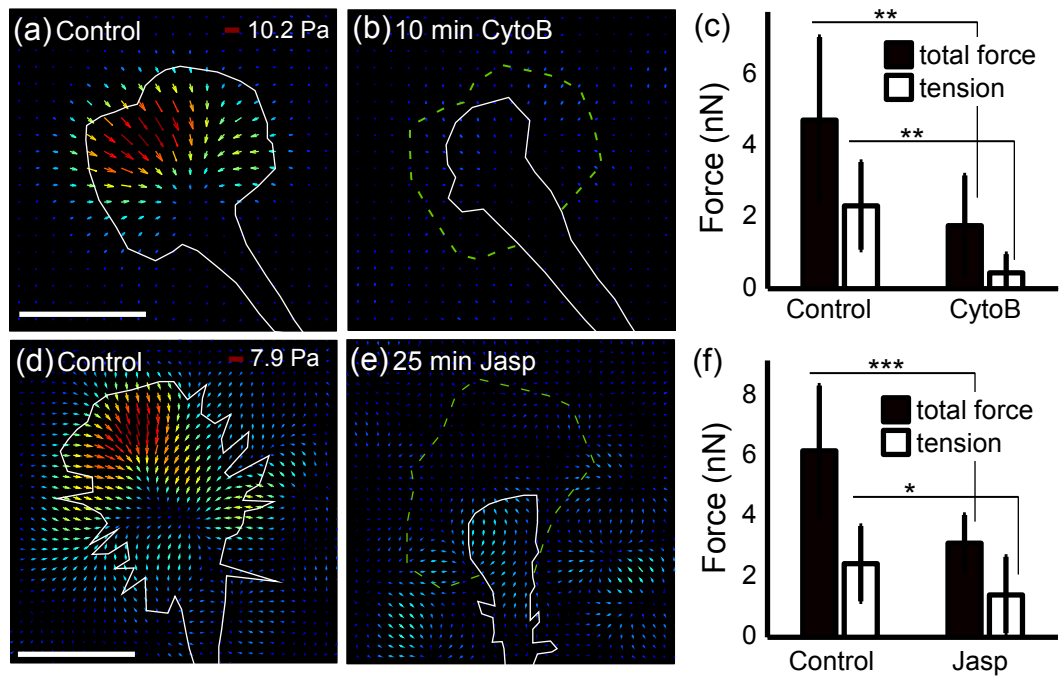 (a) Control
10.2 Pa
(b) 10 min CytoB
(c)
**
total force
tension
**
Force (nN)
6
4
2
0
Control
CytoB
(d) Control
7.9 Pa
(e) 25 min Jasp
(f)
***
total force
tension
*
Force (nN)
8
6
4
2
0
Control
Jasp